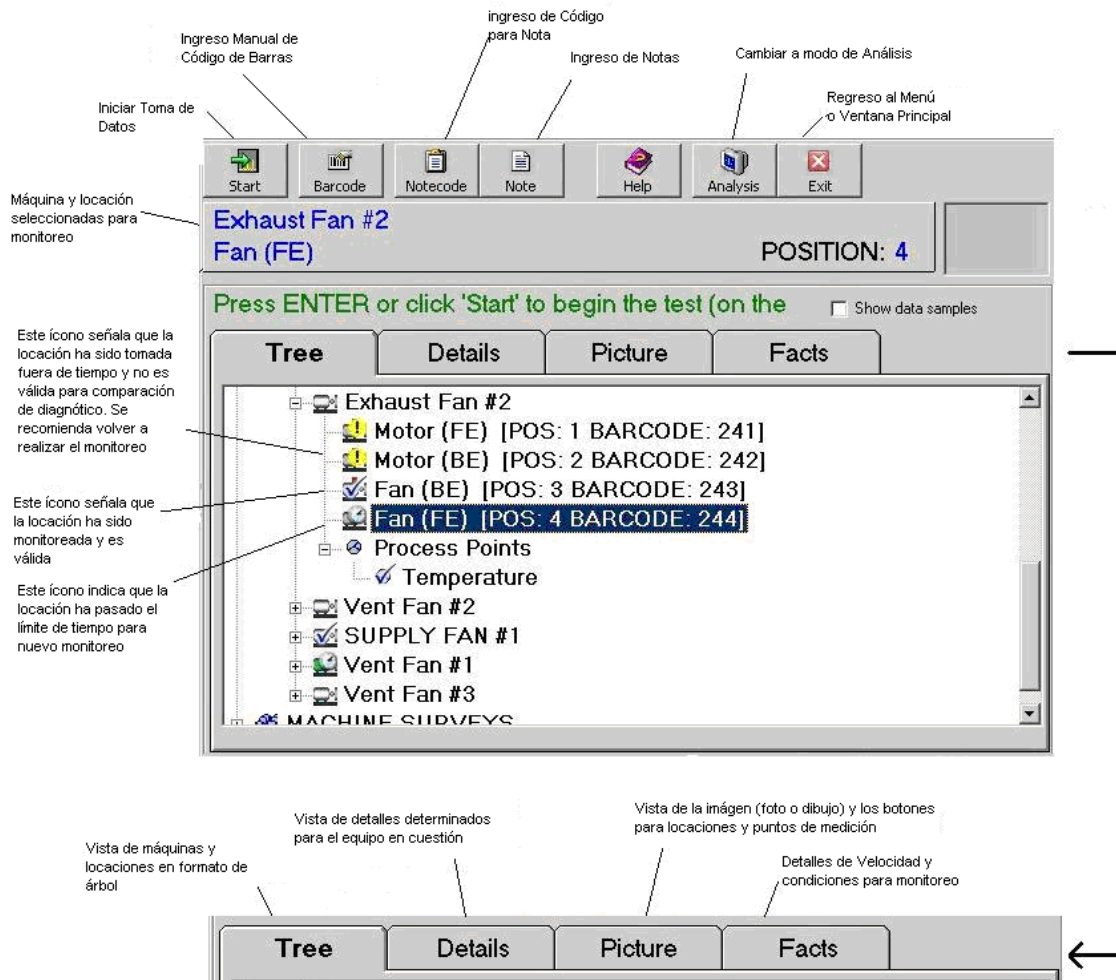 ingreso de Código
para Nota
Ingreso Manual de
Código de Barras
Ingreso de Notas
Cambiar a modo de Análisis
Iniciar Toma de
Datos
Regreso al Menú
o Ventana Principal
Start
Barcode
Notecode
Note
Help
Analysis
Exit
Máquina y locación
seleccionadas para
monitoreo
Exhaust Fan #2
Fan (FE)
POSITION: 4
Press ENTER or click 'Start' to begin the test (on the
Show data samples
Tree
Details
Picture
Facts
Este ícono señala que la
locación ha sido tomada
fuera de tiempo y no es
válida para comparación
de diagnótico. Se
recomienda volver a
realizar el monitoreo
Este ícono señala que
la locación ha sido
monitoreada y es
válida
Este ícono indica que la
locación ha pasado el
límite de tiempo para
nuevo monitoreo
Exhaust Fan #2
Motor (FE) [POS: 1 BARCODE: 241]
Motor (BE) [POS: 2 BARCODE: 242]
Fan (BE) [POS: 3 BARCODE: 243]
Fan (FE) [POS: 4 BARCODE: 244]
Process Points
Temperature
Vent Fan #2
SUPPLY FAN #1
Vent Fan #1
Vent Fan #3
MACHINE SURVEYS
Vista de máquinas y
locaciones en formato de
árbol
Vista de detalles determinados
para el equipo en cuestión
Vista de la imágen (foto o dibujo) y los botones
para locaciones y puntos de medición
Detalles de Velocidad y
condiciones para monitoreo
Tree
Details
Picture
Facts